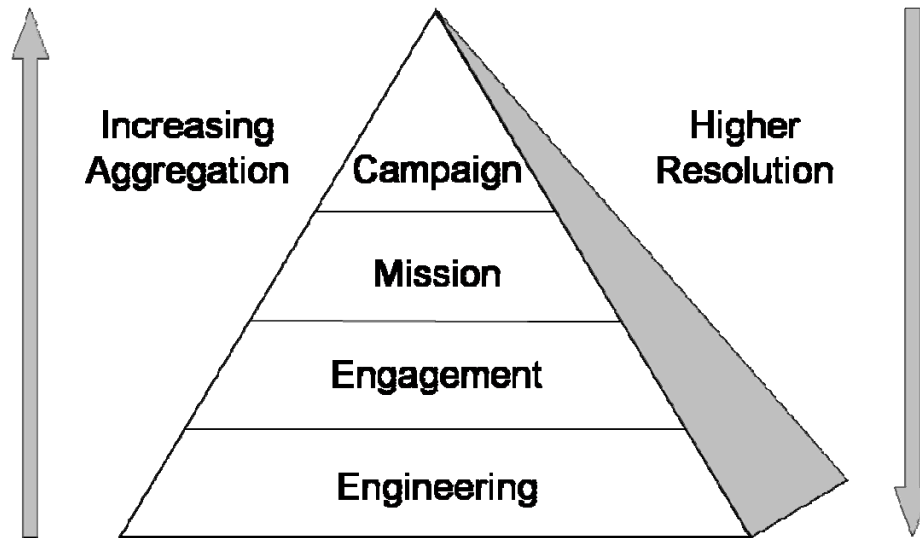 Increasing
Aggregation
Higher
Resolution
Campaign
Mission
Engagement
Engineering